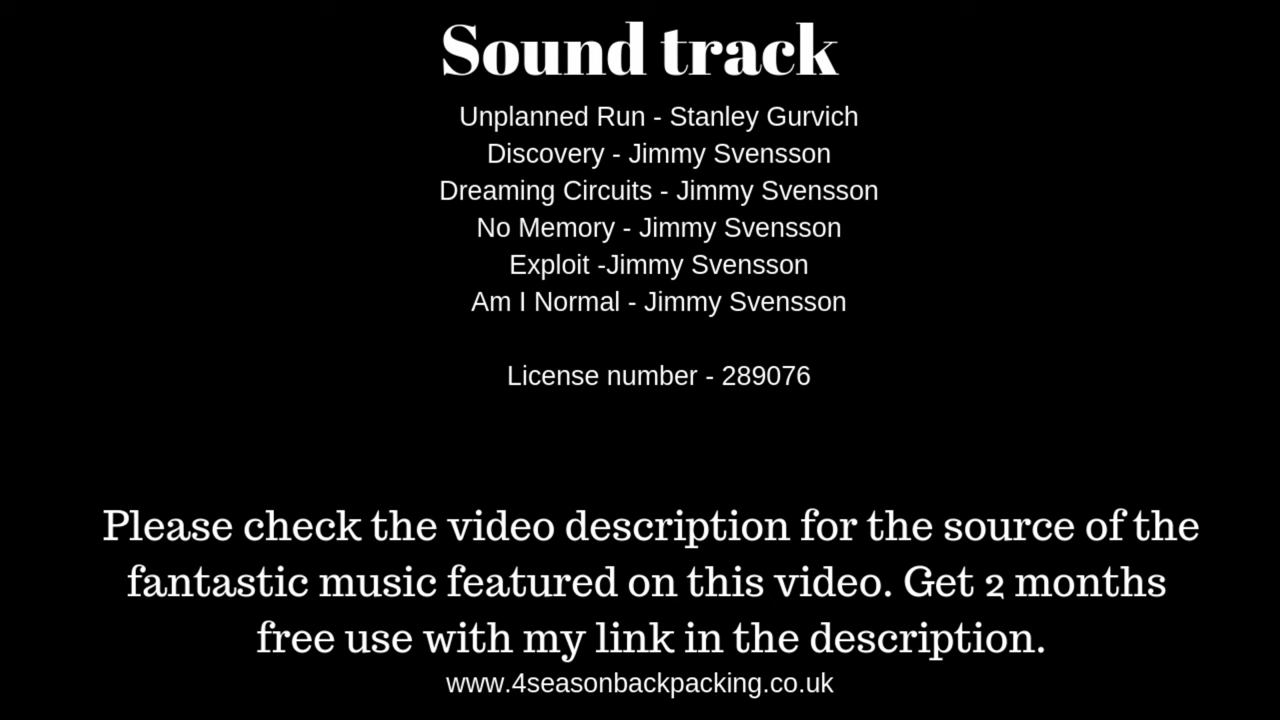 Sound track
Unplanned Run - Stanley Gurvich
Discovery - Jimmy Svensson
Dreaming Circuits - Jimmy Svensson
No Memory - Jimmy Svensson
Exploit -Jimmy Svensson
Am I Normal - Jimmy Svensson
License number - 289076
Please check the video description for the source of the
fantastic music featured on this video. Get 2 months
free use with my link in the description.
www.4seasonbackpacking.co.uk